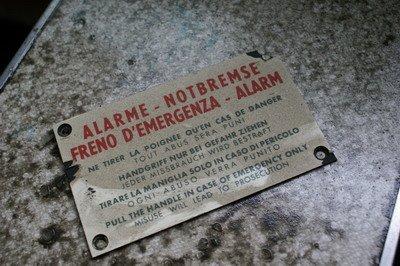 ALARME - NOTBREMSE
FRENO D'EMERGENZA - ALARM
NE TIRER LA POIGNEE QU'EN CAS DE DANGER
TOUT ABUS SERA PUNI
HANDGRIFF NUR BEI GEFAHR ZIEHEN
JEDER MISSBRAUCH WIRD BESTRAFT
TIRARE LA MANIGLIA SOLO IN CASO DI PERICOLO
OGNI ABUSO VERRA PUNITO
PULL THE HANDLE IN CASE OF EMERGENCY ONLY
MISUSE WILL LEAD TO PROSECUTION